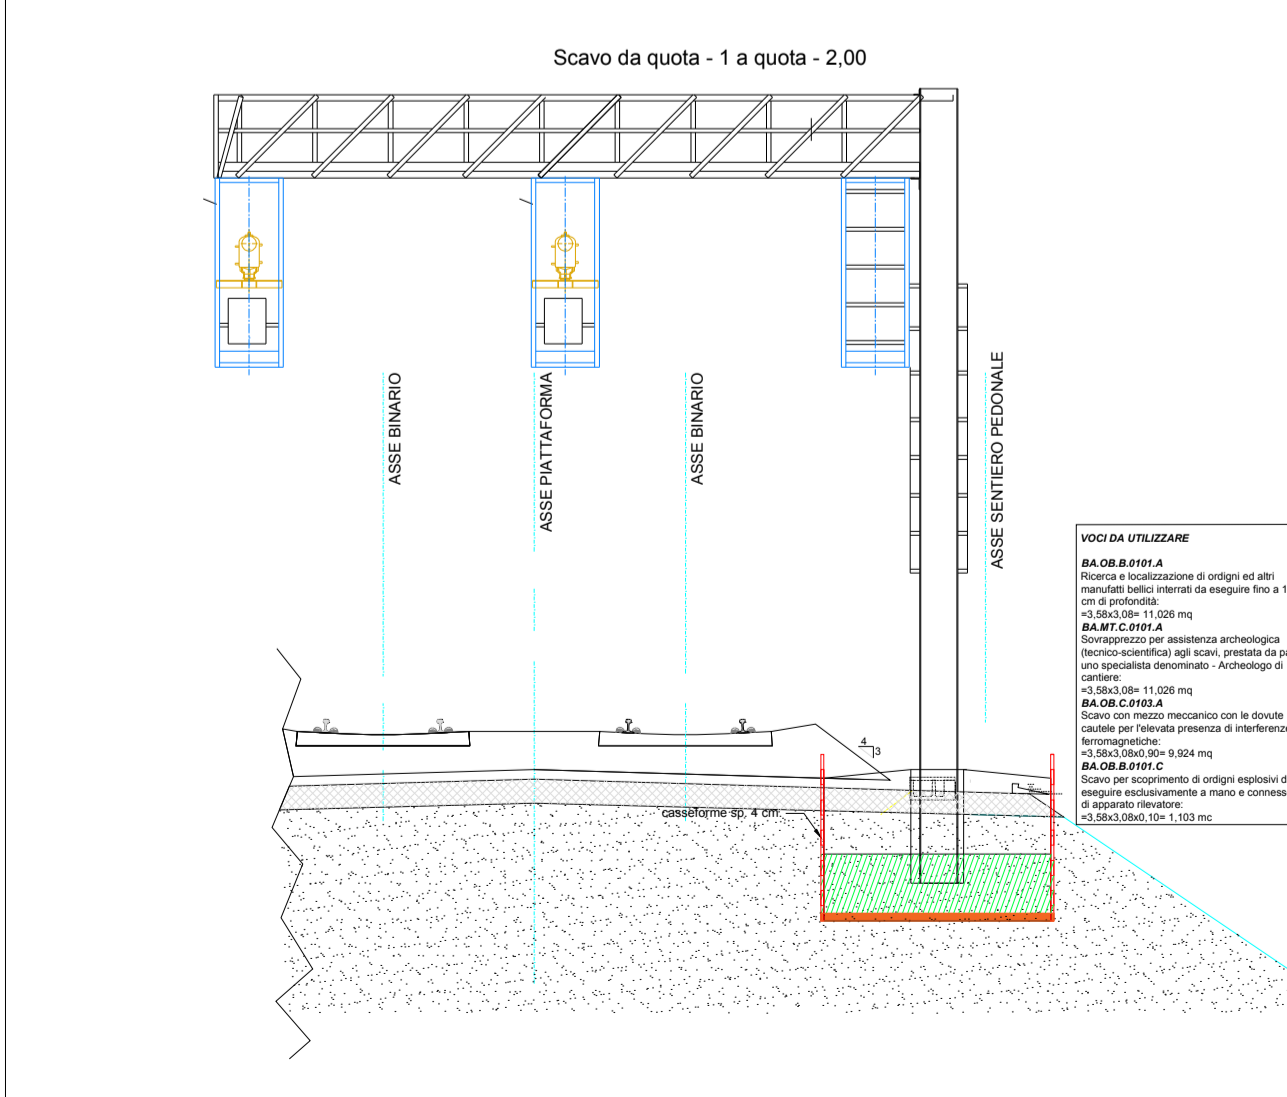 Scavo da quota - 1 a quota - 2,00
ASSE BINARIO
ASSE PIATTAFORMA
ASSE BINARIO
ASSE SENTIERO PEDONALE
VOCI DA UTILIZZARE
BA.OB.B.0101.A
Ricerca e localizzazione di ordigni ed altri
manufatti bellici interrati da eseguire fino a
cm di profondità:
=3,58x3,08= 11,026 mq
BA.MT.C.0101.A
Sovrapprezzo per assistenza archeologica
(tecnico-scientifica) agli scavi, prestata da
uno specialista denominato - Archeologo di
cantiere:
=3,58x3,08= 11,026 mq
BA.OB.C.0103.A
Scavo con mezzo meccanico con le dovute
cautele per l'elevata presenza di interferenze
ferromagnetiche:
=3,58x3,08x0,90= 9,924 mq
BA.OB.B.0101.C
Scavo per scoprimento di ordigni esplosivi
eseguire esclusivamente a mano e
di apparato rilevatore:
=3,58x3,08x0,10= 1,103 mc
4
3
casseforme sp. 4 cm.